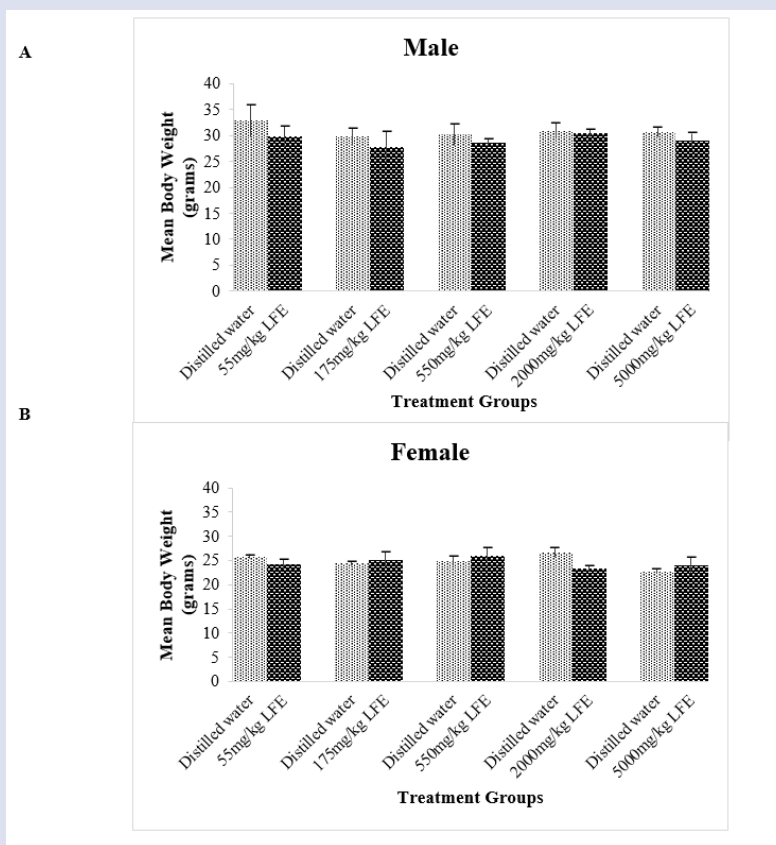 A
Male
Mean Body Weight
(grams)
40
35
30
25
20
15
10
5
0
Distilled water
55mg/kg LFE
Distilled water
175mg/kg LFE
Distilled water
550mg/kg LFE
Distilled water
2000mg/kg LFE
Distilled water
5000mg/kg LFE
Treatment Groups
B
Female
Mean Body Weight
(grams)
40
35
30
25
20
15
10
5
0
Distilled water
55mg/kg LFE
Distilled water
175mg/kg LFE
Distilled water
550mg/kg LFE
Distilled water
2000mg/kg LFE
Distilled water
5000mg/kg LFE
Treatment Groups